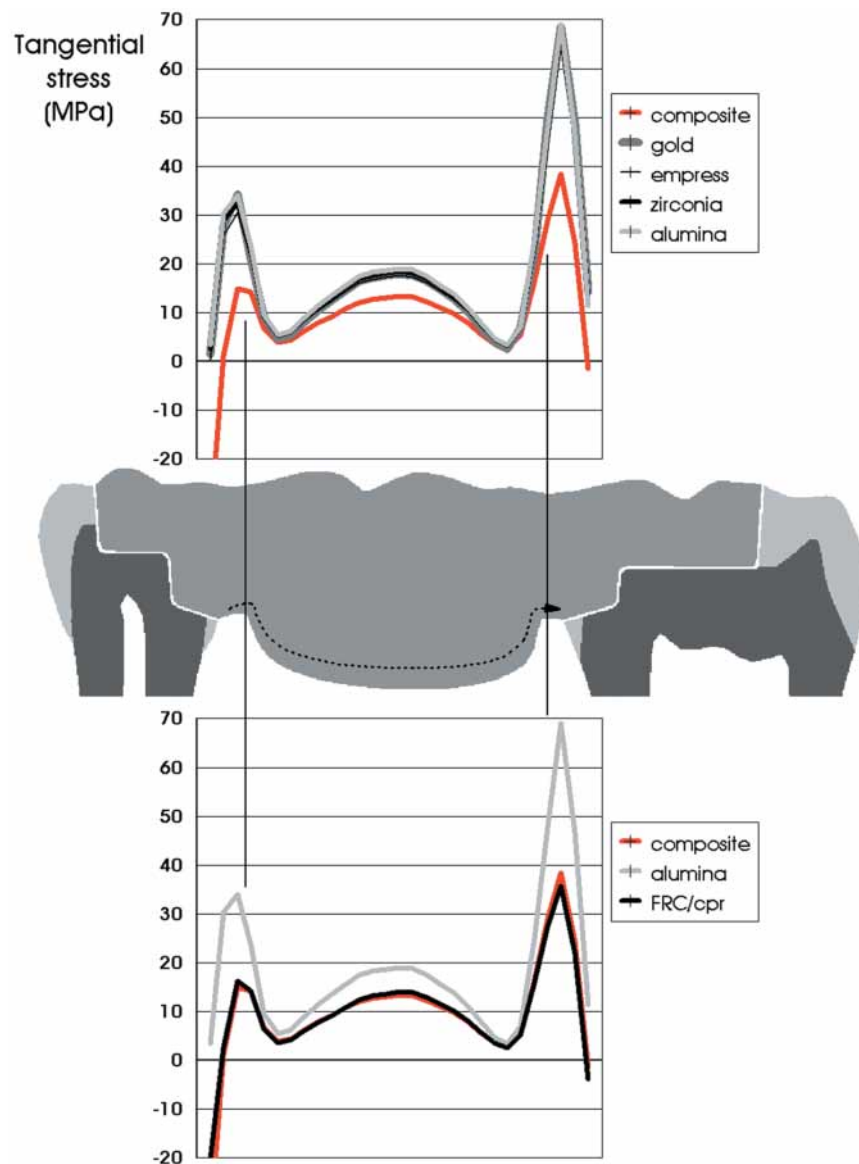 Tangential
stress
(MPa)
70
60
50
40
30
20
10
0
-10
-20
composite
gold
empress
zirconia
alumina
70
60
50
40
30
20
10
0
-10
-20
composite
alumina
FRC/cpr